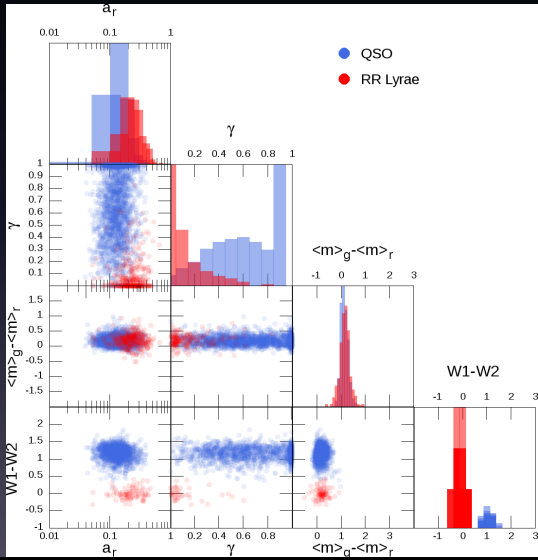 a_r
0.01 0.1 1
QSO
RR Lyrae
γ
0.2 0.4 0.6 0.8
1
0.9
0.8
0.7
0.6
0.5
0.4
0.3
0.2
0.1
γ
<m>_g-<m>_r
-1 0 1 2 3
1.5
1
0.5
0
-0.5
-1
-1.5
<m>_g-<m>_r
W1-W2
-1 0 1 2 3
2
1.5
1
0.5
0
-0.5
-1
W1-W2
0.01 0.1 1 0.2 0.4 0.6 0.8 1 -1 0 1 2 3 -1 0 1 2 3
a_r γ <m>_g-<m>_r